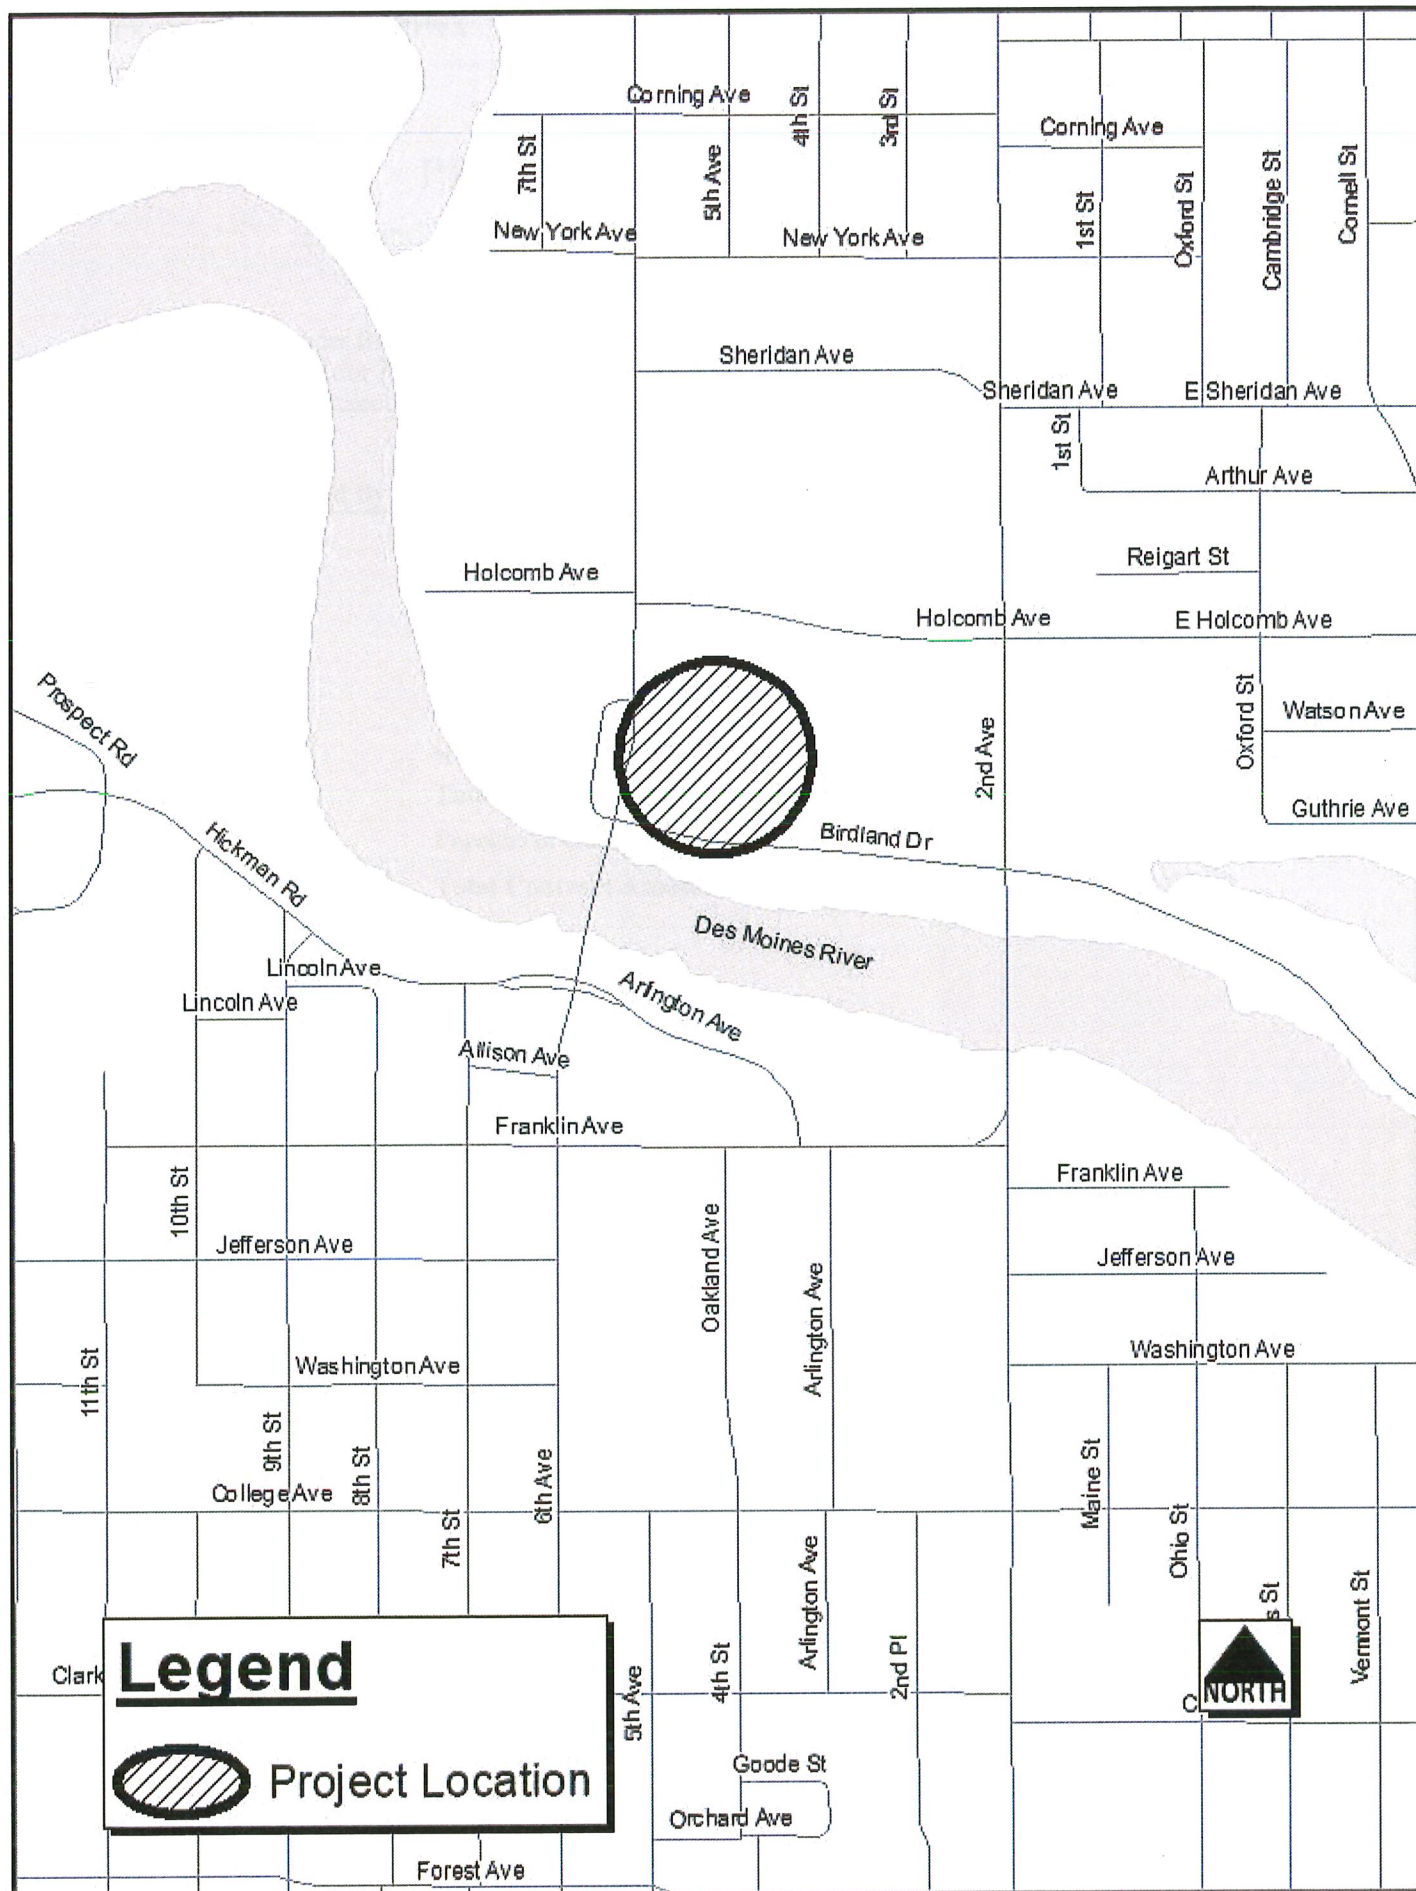 Corning Ave
4th St
3rd St
Corning Ave
7th St
5th Ave
1st St
Oxford St
Cambridge St
Cornell St
New York Ave
New York Ave
Sheridan Ave
Sheridan Ave
E Sheridan Ave
1st St
Arthur Ave
Reigart St
Holcomb Ave
Holcomb Ave
E Holcomb Ave
Prospect Rd
Oxford St
Watson Ave
2nd Ave
Guthrie Ave
Hickman Rd
Birdland Dr
Des Moines River
Lincoln Ave
Lincoln Ave
Arlington Ave
Allison Ave
Franklin Ave
Franklin Ave
10th St
Jefferson Ave
Oakland Ave
Arlington Ave
Jefferson Ave
11th St
Washington Ave
Washington Ave
9th St
8th St
College Ave
6th Ave
7th St
Maine St
Ohio St
Arlington Ave
s St
Vermont St
Clark
Legend
5th Ave
4th St
2nd Pl
C
NORTH
Project Location
Goode St
Orchard Ave
Forest Ave